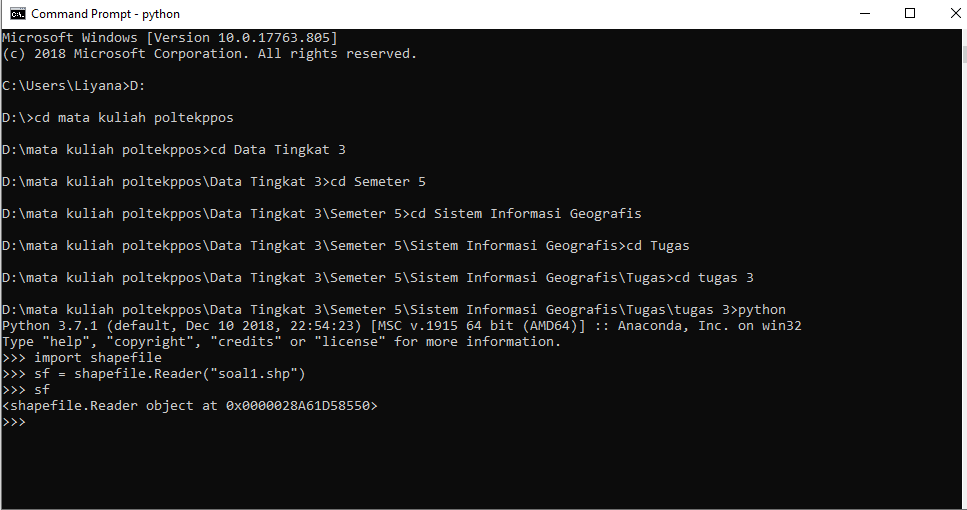 Command Prompt - python
Microsoft Windows [Version 10.0.17763.805]
(c) 2018 Microsoft Corporation. All rights reserved.
C:\Users\Liyana>D:
D:\>cd mata kuliah poltekppos
D:\mata kuliah poltekppos>cd Data Tingkat 3
D:\mata kuliah poltekppos\Data Tingkat 3>cd Semeter 5
D:\mata kuliah poltekppos\Data Tingkat 3\Semeter 5>cd Sistem Informasi Geografis
D:\mata kuliah poltekppos\Data Tingkat 3\Semeter 5\Sistem Informasi Geografis>cd Tugas
D:\mata kuliah poltekppos\Data Tingkat 3\Semeter 5\Sistem Informasi Geografis\Tugas>cd tugas 3
D:\mata kuliah poltekppos\Data Tingkat 3\Semeter 5\Sistem Informasi Geografis\Tugas\tugas 3>python
Python 3.7.1 (default, Dec 10 2018, 22:54:23) [MSC v.1915 64 bit (AMD64)] :: Anaconda, Inc. on win32
Type "help", "copyright", "credits" or "license" for more information.
>>> import shapefile
>>> sf = shapefile.Reader("soal1.shp")
>>> sf
<shapefile.Reader object at 0x0000028A61D58550>
>>>